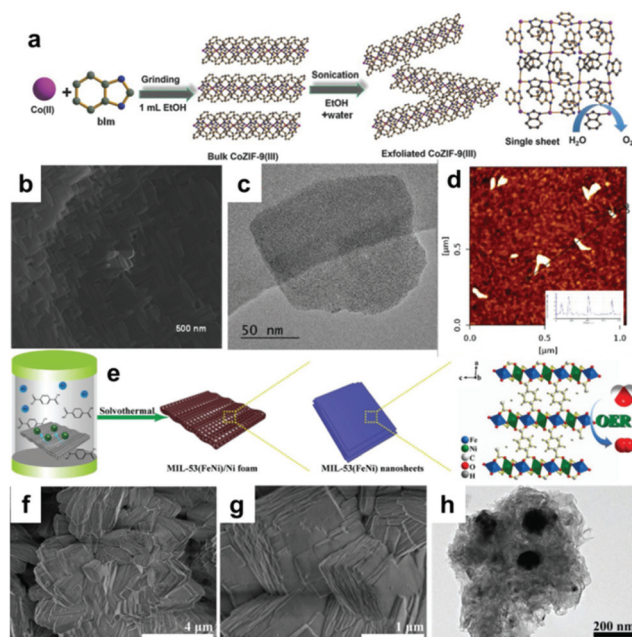 a
Co(II)
+
bIm
Grinding
1 mL EtOH
Bulk CoZIF-9(III)
Sonication
EtOH
+water
Exfoliated CoZIF-9(III)
Single sheet
H₂O
O₂
b
500 nm
c
50 nm
d
[µm]
0.5
0.0
0.0
0.5
1.0
[µm]
e
Solvothermal
MIL-53(FeNi)/Ni foam
MIL-53(FeNi) nanosheets
a
c
b
OER
Fe
Ni
C
O
H
f
4 µm
g
1 µm
h
200 nm